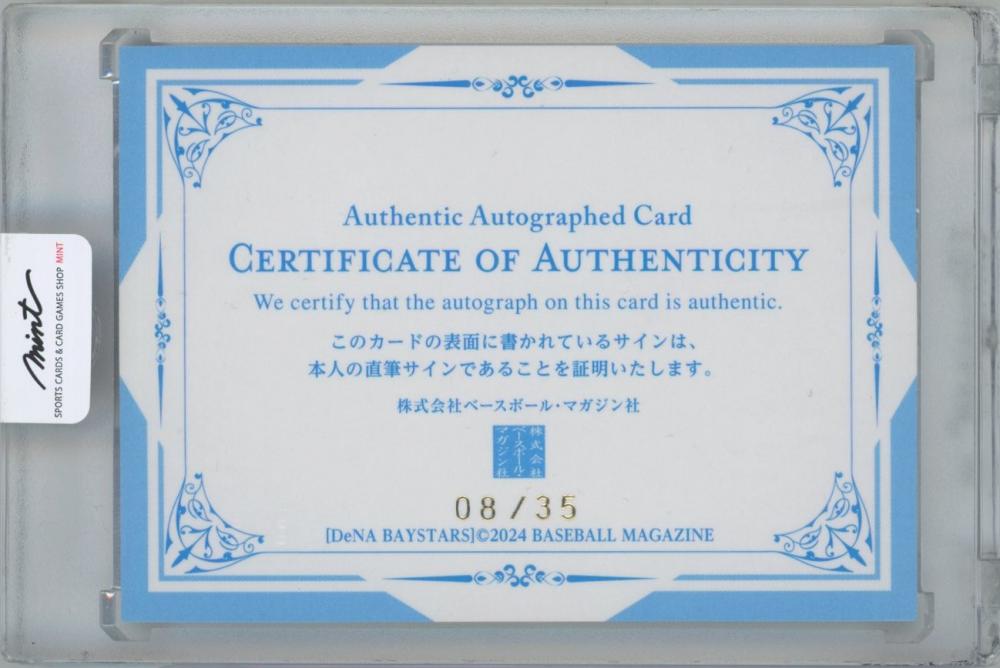 Authentic Autographed Card
CERTIFICATE OF AUTHENTICITY
We certify that the autograph on this card is authentic.
このカードの表面に書かれているサインは、
本人の直筆サインであることを証明いたします。
株式会社ベースボール・マガジン社
株式会社
ベースボール・
マガジン社
08/35
[DeNA BAYSTARS]©2024 BASEBALL MAGAZINE
mint
SPORTS CARDS & CARD GAMES SHOP MINT